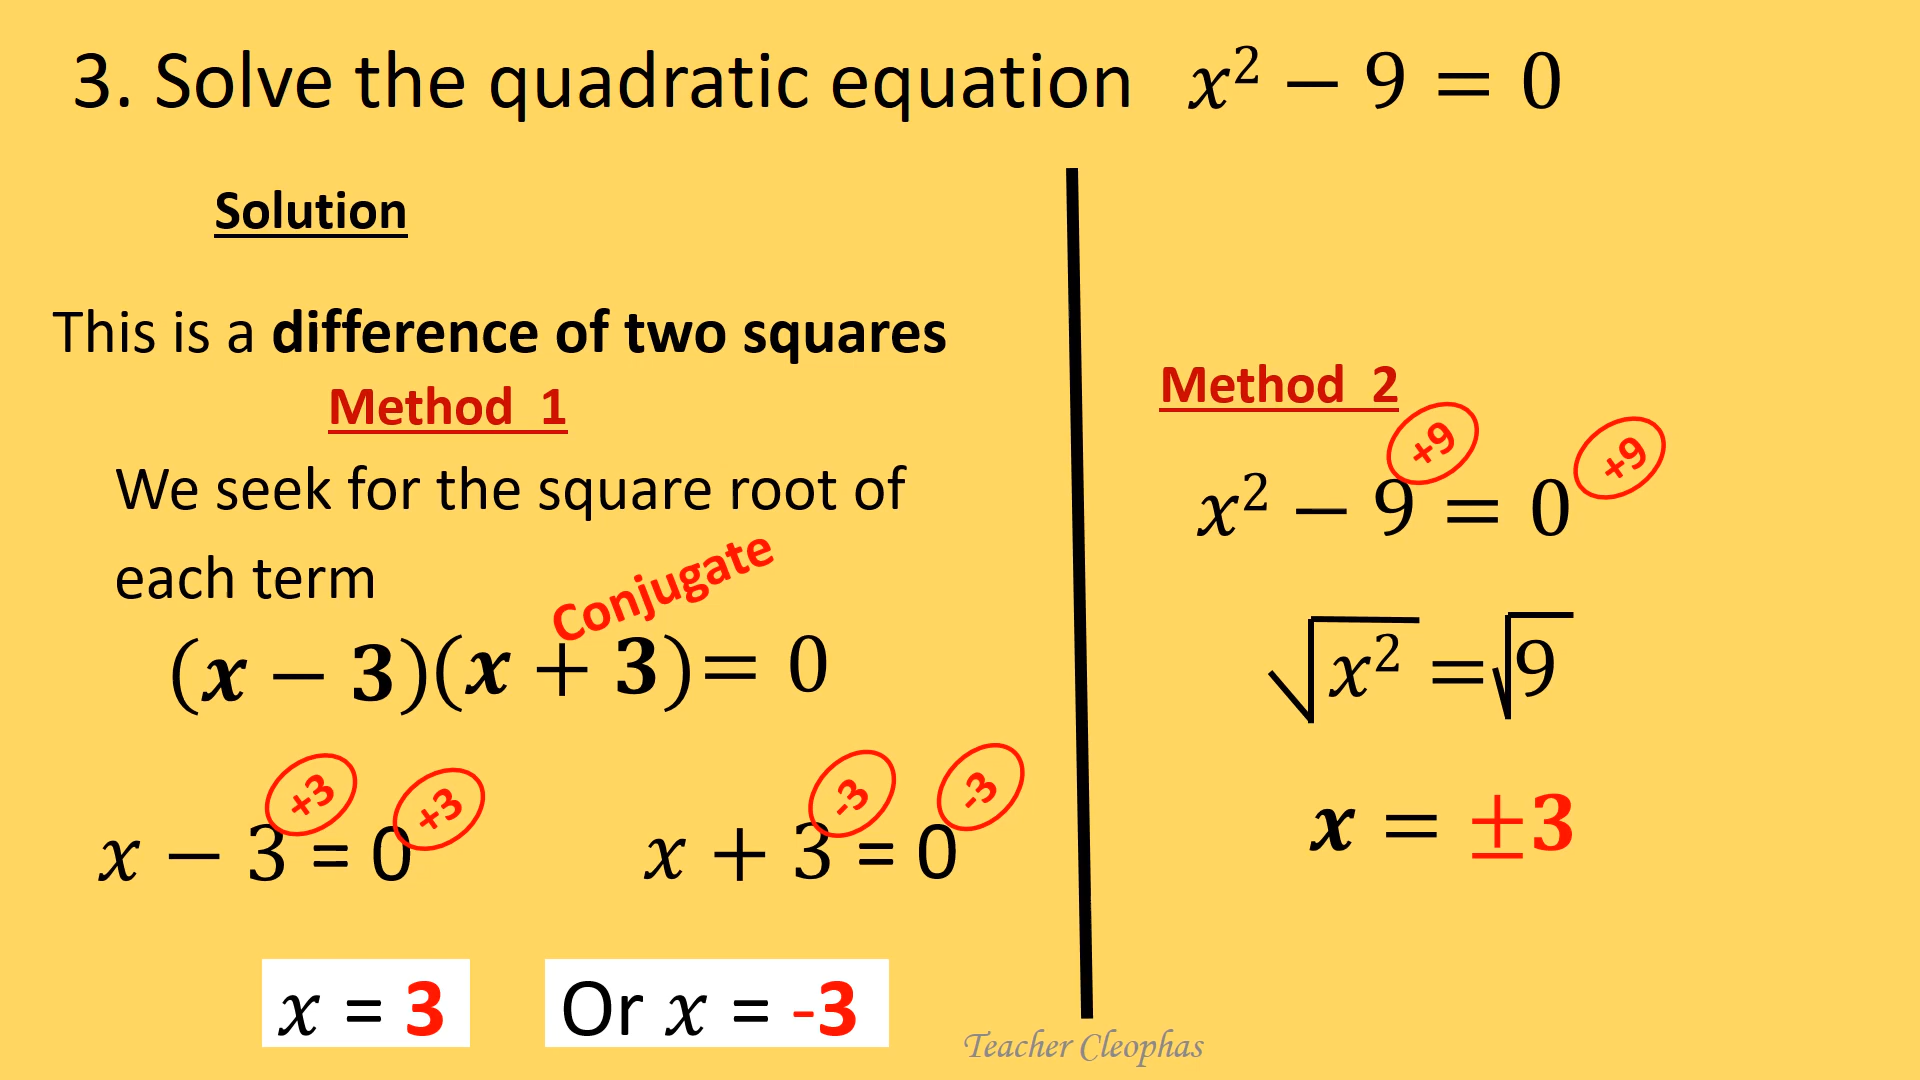 3. Solve the quadratic equation x² − 9 = 0
Solution
This is a difference of two squares
Method 1
We seek for the square root of
each term
Conjugate
(x − 3)(x + 3) = 0
+3 +3
x − 3 = 0
-3 -3
x + 3 = 0
x = 3
Or x = -3
Method 2
+9 +9
x² − 9 = 0
√x² = √9
x = ±3
Teacher Cleophas